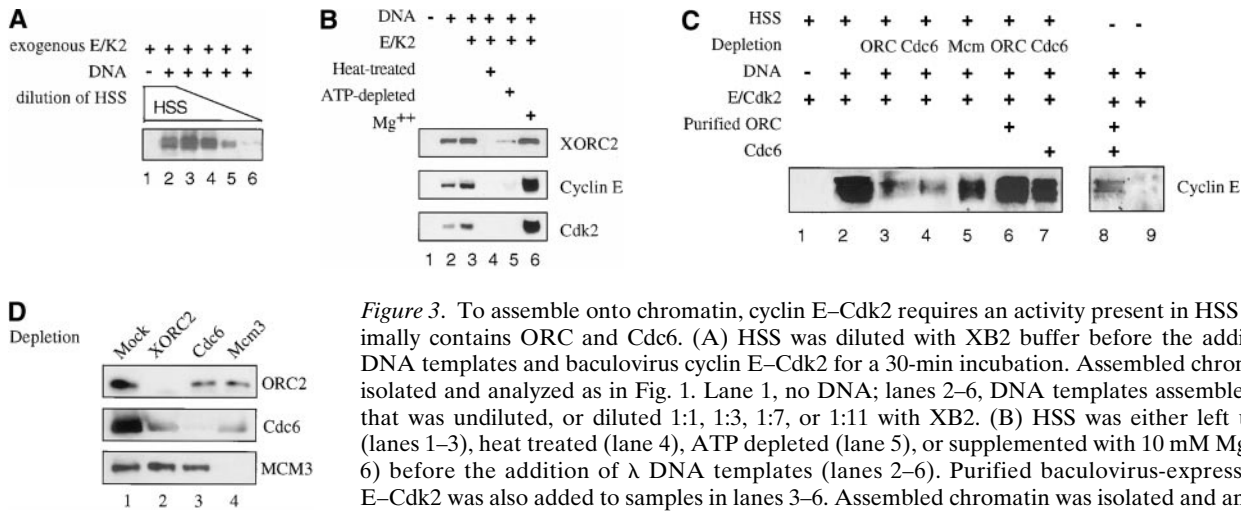 A
exogenous E/K2 + + + + + +
DNA - + + + + +
dilution of HSS
HSS
1 2 3 4 5 6
B
DNA - + + + + +
E/K2 + + + +
Heat-treated +
ATP-depleted +
Mg++ +
XORC2
Cyclin E
Cdk2
1 2 3 4 5 6
C
HSS + + + + + + + - -
Depletion ORC Cdc6 Mcm ORC Cdc6
DNA - + + + + + + + +
E/Cdk2 + + + + + + + + +
Purified ORC + +
Cdc6 + +
Cyclin E
1 2 3 4 5 6 7 8 9
D
Depletion
Mock XORC2 Cdc6 Mcm3
ORC2
Cdc6
MCM3
1 2 3 4
Figure 3. To assemble onto chromatin, cyclin E–Cdk2 requires an activity present in HSS
imally contains ORC and Cdc6. (A) HSS was diluted with XB2 buffer before the addi
DNA templates and baculovirus cyclin E–Cdk2 for a 30-min incubation. Assembled chro
isolated and analyzed as in Fig. 1. Lane 1, no DNA; lanes 2–6, DNA templates assemble
that was undiluted, or diluted 1:1, 1:3, 1:7, or 1:11 with XB2. (B) HSS was either left
(lanes 1–3), heat treated (lane 4), ATP depleted (lane 5), or supplemented with 10 mM Mg
6) before the addition of λ DNA templates (lanes 2–6). Purified baculovirus-express
E–Cdk2 was also added to samples in lanes 3–6. Assembled chromatin was isolated and an